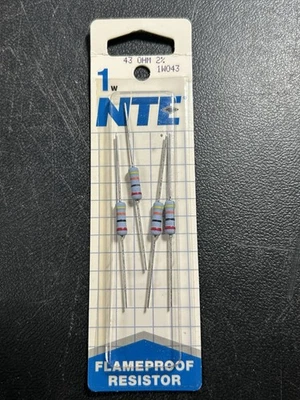 43 OHM 2%
1W043
1W
NTE
FLAMEPROOF
RESISTOR